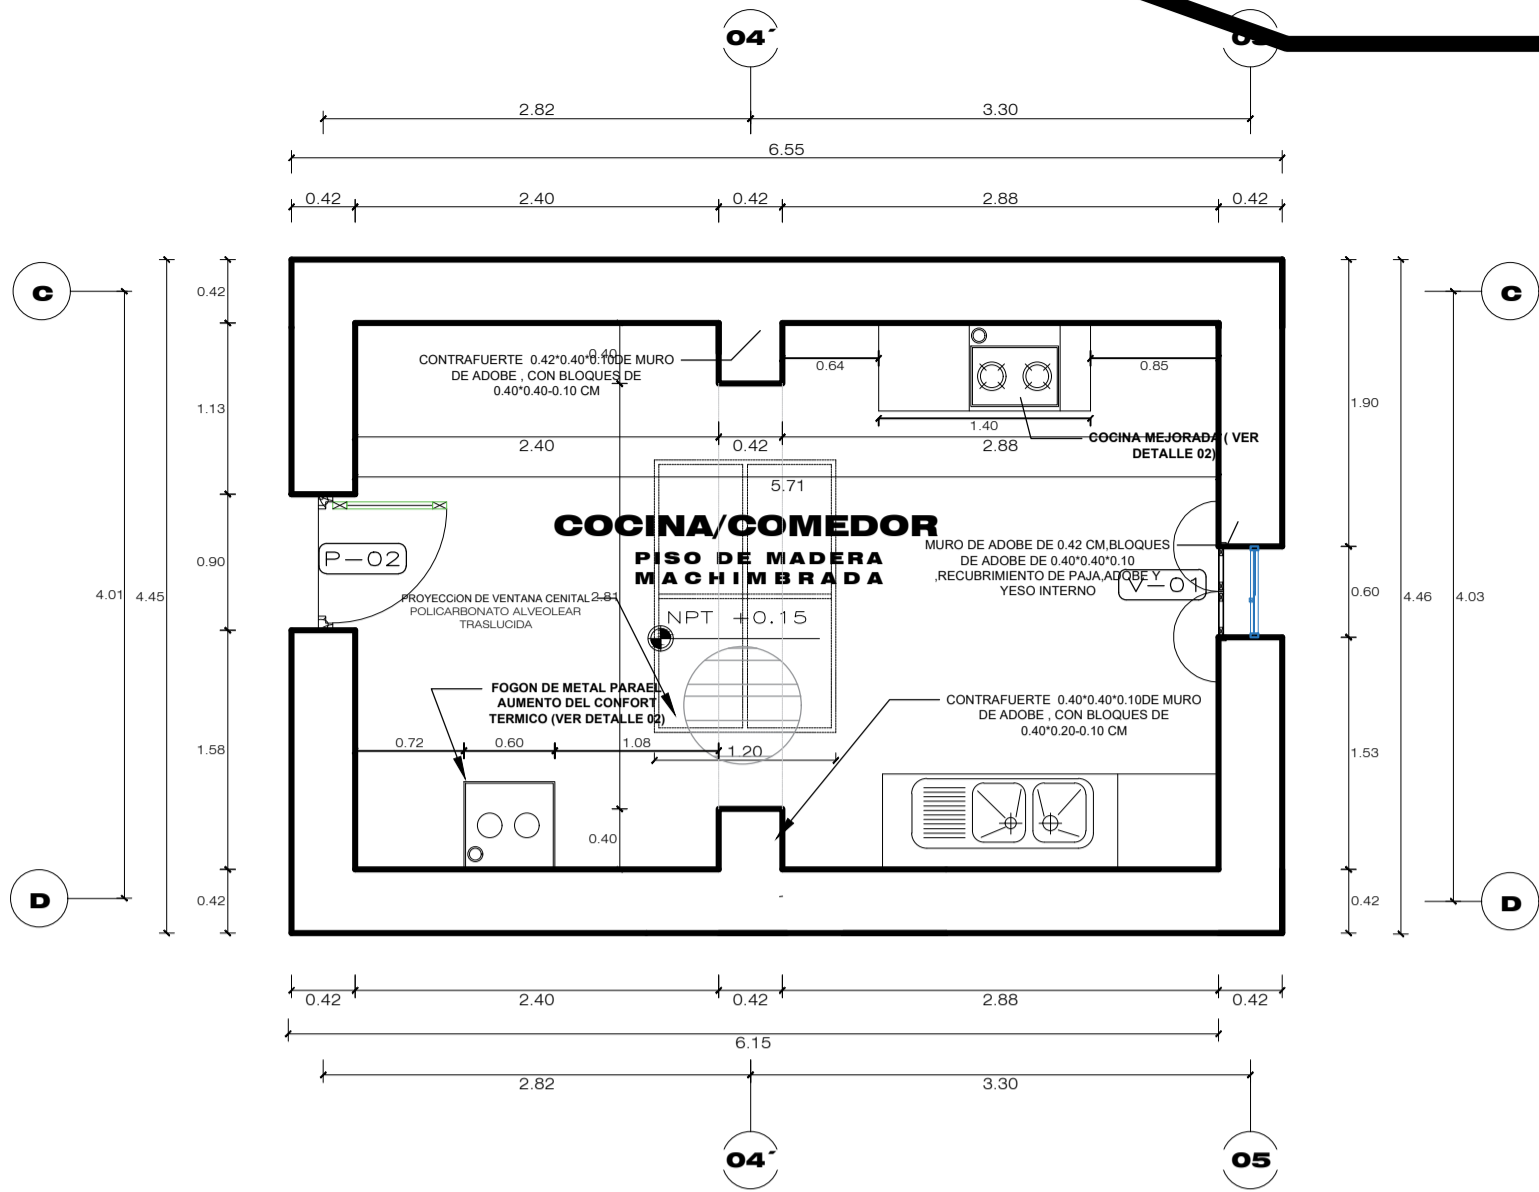 04´
2.82
3.30
6.55
0.42
2.40
0.42
2.88
0.42
C
C
0.42
1.13
0.90
1.58
0.42
4.01
4.45
CONTRAFUERTE 0.42*0.40*0.10DE MURO
DE ADOBE , CON BLOQUES DE
0.40*0.40-0.10 CM
0.40
0.64
0.85
1.40
COCINA MEJORADA ( VER
DETALLE 02)
2.40
0.42
2.88
5.71
1.90
0.60
1.53
0.42
4.46
4.03
COCINA/COMEDOR
PISO DE MADERA
MACHIMBRADA
P-02
MURO DE ADOBE DE 0.42 CM,BLOQUES
DE ADOBE DE 0.40*0.40*0.10
,RECUBRIMIENTO DE PAJA,ADOBE Y
YESO INTERNO
V-01
PROYECCION DE VENTANA CENITAL
POLICARBONATO ALVEOLEAR
TRASLUCIDA
2.81
NPT +0.15
FOGON DE METAL PARAEL
AUMENTO DEL CONFORT
TERMICO (VER DETALLE 02)
CONTRAFUERTE 0.40*0.40*0.10DE MURO
DE ADOBE , CON BLOQUES DE
0.40*0.20-0.10 CM
0.72
0.60
1.08
1.20
0.40
D
D
0.42
2.40
0.42
2.88
0.42
6.15
2.82
3.30
04´
05